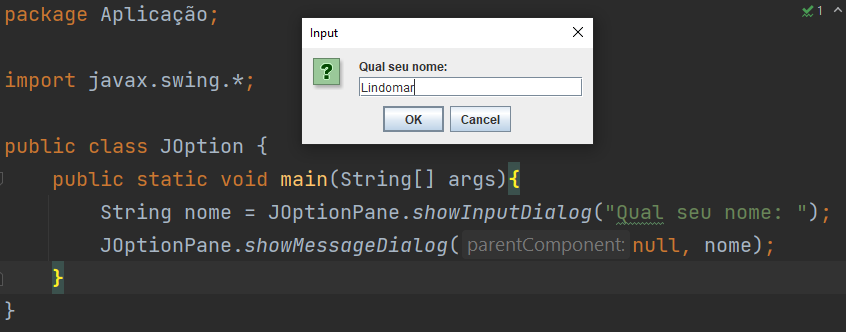 package Aplicação;
1
Input
Qual seu nome:
?
Lindomar
OK Cancel
import javax.swing.*;
public class JOption {
public static void main(String[] args){
String nome = JOptionPane.showInputDialog("Qual seu nome: ");
JOptionPane.showMessageDialog( parentComponent: null, nome);
}
}